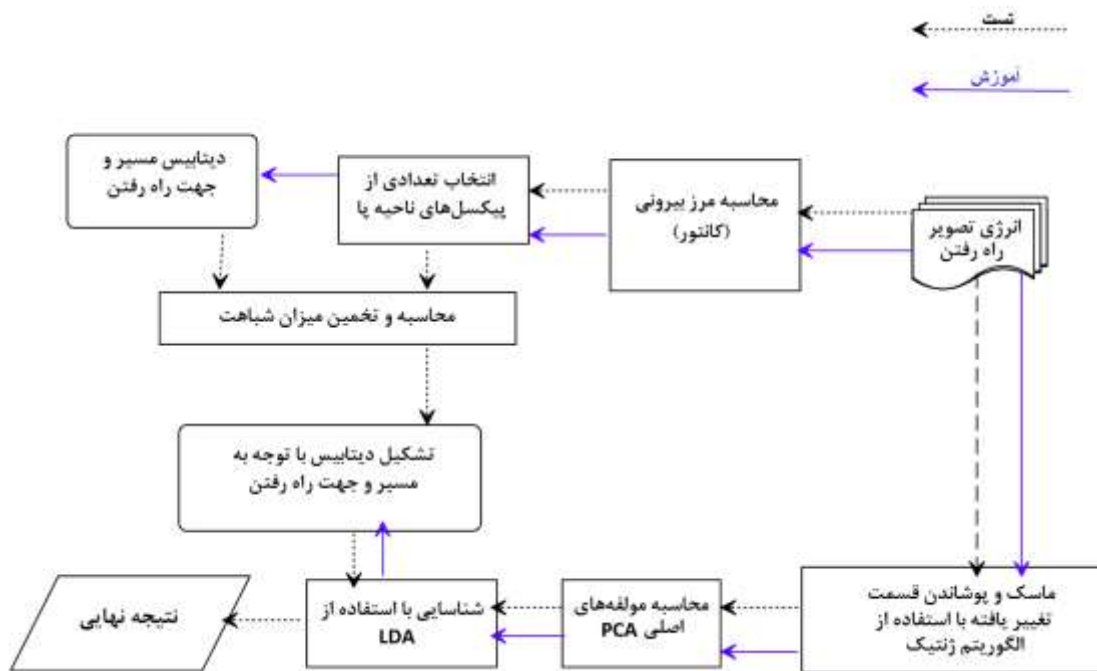 تست
آموزش
انرژی تصویر
راه رفتن
محاسبه مرز بیرونی
(کانتور)
انتخاب تعدادی از
پیکسل‌های ناحیه پا
دیتابیس مسیر و
جهت راه رفتن
محاسبه و تخمین میزان شباهت
تشکیل دیتابیس با توجه به
مسیر و جهت راه رفتن
ماسک و پوشاندن قسمت
تغییر یافته با استفاده از
الگوریتم ژنتیک
محاسبه مولفه‌های
اصلی PCA
شناسایی با استفاده از
LDA
نتیجه نهایی